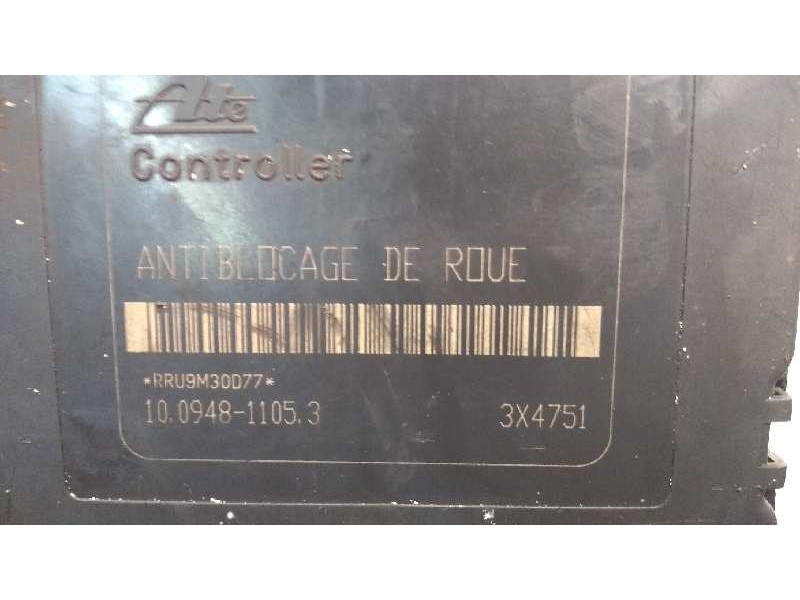 Ate
Controller
ANTIBLOCAGE DE ROUE
*RRU9M30D77*
10.0948-1105.3 3X4751